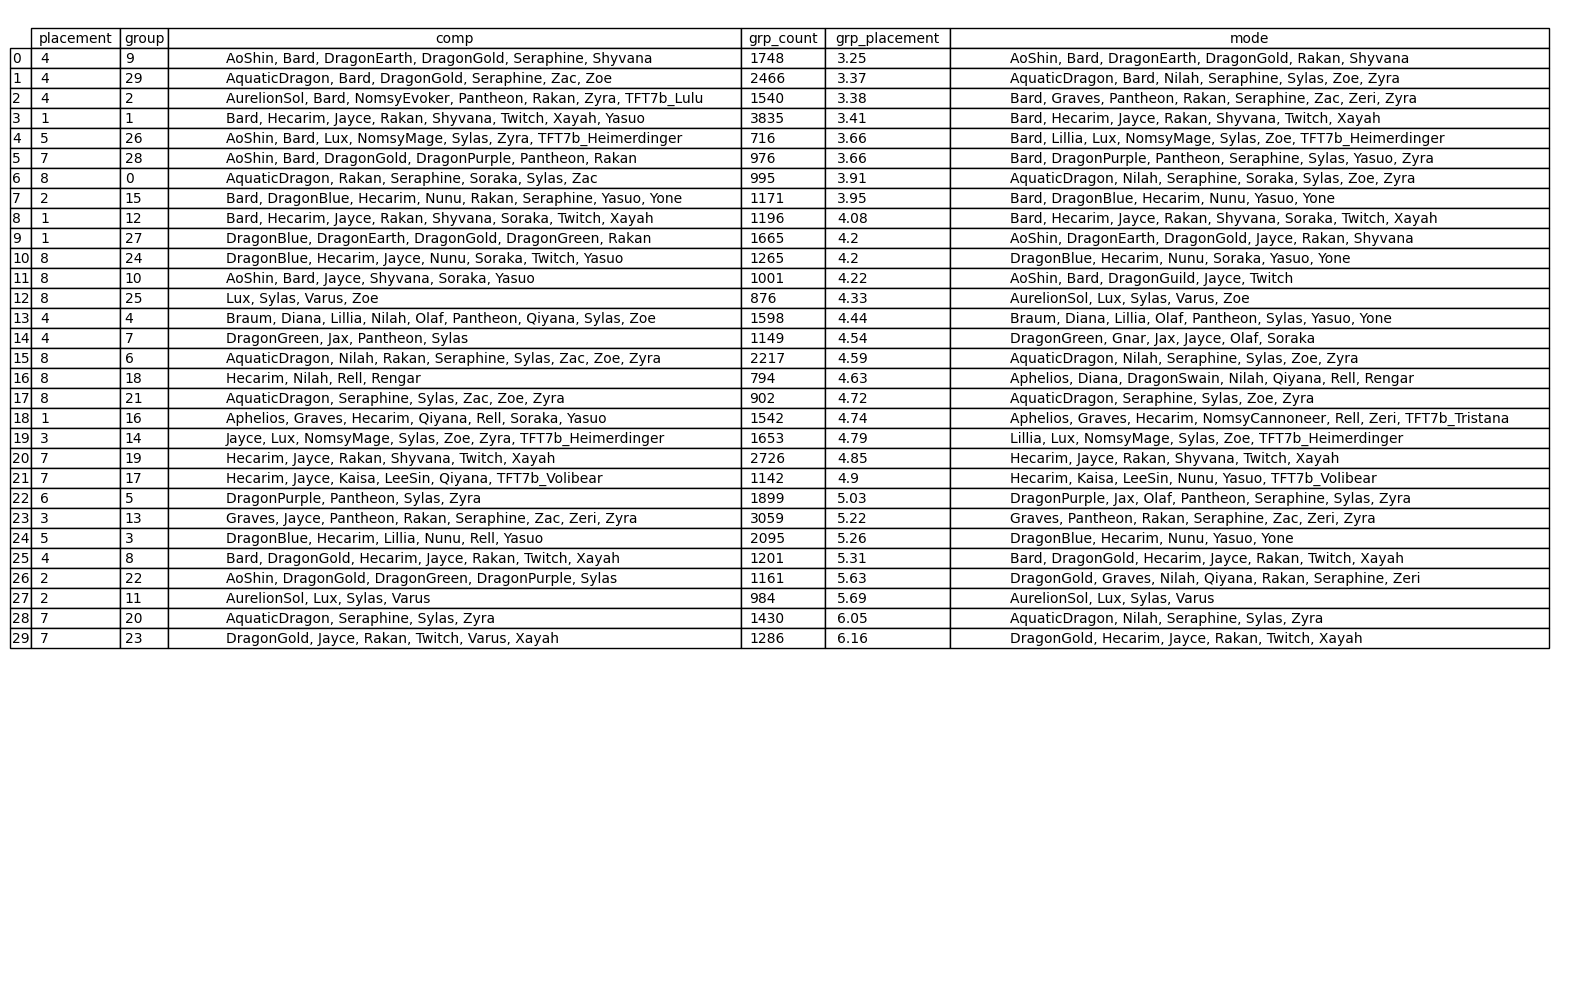 placement group comp grp_count grp_placement mode
0 4 9 AoShin, Bard, DragonEarth, DragonGold, Seraphine, Shyvana 1748 3.25 AoShin, Bard, DragonEarth, DragonGold, Rakan, Shyvana
1 4 29 AquaticDragon, Bard, DragonGold, Seraphine, Zac, Zoe 2466 3.37 AquaticDragon, Bard, Nilah, Seraphine, Sylas, Zoe, Zyra
2 4 2 AurelionSol, Bard, NomsyEvoker, Pantheon, Rakan, Zyra, TFT7b_Lulu 1540 3.38 Bard, Graves, Pantheon, Rakan, Seraphine, Zac, Zeri, Zyra
3 1 1 Bard, Hecarim, Jayce, Rakan, Shyvana, Twitch, Xayah, Yasuo 3835 3.41 Bard, Hecarim, Jayce, Rakan, Shyvana, Twitch, Xayah
4 5 26 AoShin, Bard, Lux, NomsyMage, Sylas, Zyra, TFT7b_Heimerdinger 716 3.66 Bard, Lillia, Lux, NomsyMage, Sylas, Zoe, TFT7b_Heimerdinger
5 7 28 AoShin, Bard, DragonGold, DragonPurple, Pantheon, Rakan 976 3.66 Bard, DragonPurple, Pantheon, Seraphine, Sylas, Yasuo, Zyra
6 8 0 AquaticDragon, Rakan, Seraphine, Soraka, Sylas, Zac 995 3.91 AquaticDragon, Nilah, Seraphine, Soraka, Sylas, Zoe, Zyra
7 2 15 Bard, DragonBlue, Hecarim, Nunu, Rakan, Seraphine, Yasuo, Yone 1171 3.95 Bard, DragonBlue, Hecarim, Nunu, Yasuo, Yone
8 1 12 Bard, Hecarim, Jayce, Rakan, Shyvana, Soraka, Twitch, Xayah 1196 4.08 Bard, Hecarim, Jayce, Rakan, Shyvana, Soraka, Twitch, Xayah
9 1 27 DragonBlue, DragonEarth, DragonGold, DragonGreen, Rakan 1665 4.2 AoShin, DragonEarth, DragonGold, Jayce, Rakan, Shyvana
10 8 24 DragonBlue, Hecarim, Jayce, Nunu, Soraka, Twitch, Yasuo 1265 4.2 DragonBlue, Hecarim, Nunu, Soraka, Yasuo, Yone
11 8 10 AoShin, Bard, Jayce, Shyvana, Soraka, Yasuo 1001 4.22 AoShin, Bard, DragonGuild, Jayce, Twitch
12 8 25 Lux, Sylas, Varus, Zoe 876 4.33 AurelionSol, Lux, Sylas, Varus, Zoe
13 4 4 Braum, Diana, Lillia, Nilah, Olaf, Pantheon, Qiyana, Sylas, Zoe 1598 4.44 Braum, Diana, Lillia, Olaf, Pantheon, Sylas, Yasuo, Yone
14 4 7 DragonGreen, Jax, Pantheon, Sylas 1149 4.54 DragonGreen, Gnar, Jax, Jayce, Olaf, Soraka
15 8 6 AquaticDragon, Nilah, Rakan, Seraphine, Sylas, Zac, Zoe, Zyra 2217 4.59 AquaticDragon, Nilah, Seraphine, Sylas, Zoe, Zyra
16 8 18 Hecarim, Nilah, Rell, Rengar 794 4.63 Aphelios, Diana, DragonSwain, Nilah, Qiyana, Rell, Rengar
17 8 21 AquaticDragon, Seraphine, Sylas, Zac, Zoe, Zyra 902 4.72 AquaticDragon, Seraphine, Sylas, Zoe, Zyra
18 1 16 Aphelios, Graves, Hecarim, Qiyana, Rell, Soraka, Yasuo 1542 4.74 Aphelios, Graves, Hecarim, NomsyCannoneer, Rell, Zeri, TFT7b_Tristana
19 3 14 Jayce, Lux, NomsyMage, Sylas, Zoe, Zyra, TFT7b_Heimerdinger 1653 4.79 Lillia, Lux, NomsyMage, Sylas, Zoe, TFT7b_Heimerdinger
20 7 19 Hecarim, Jayce, Rakan, Shyvana, Twitch, Xayah 2726 4.85 Hecarim, Jayce, Rakan, Shyvana, Twitch, Xayah
21 7 17 Hecarim, Jayce, Kaisa, LeeSin, Qiyana, TFT7b_Volibear 1142 4.9 Hecarim, Kaisa, LeeSin, Nunu, Yasuo, TFT7b_Volibear
22 6 5 DragonPurple, Pantheon, Sylas, Zyra 1899 5.03 DragonPurple, Jax, Olaf, Pantheon, Seraphine, Sylas, Zyra
23 3 13 Graves, Jayce, Pantheon, Rakan, Seraphine, Zac, Zeri, Zyra 3059 5.22 Graves, Pantheon, Rakan, Seraphine, Zac, Zeri, Zyra
24 5 3 DragonBlue, Hecarim, Lillia, Nunu, Rell, Yasuo 2095 5.26 DragonBlue, Hecarim, Nunu, Yasuo, Yone
25 4 8 Bard, DragonGold, Hecarim, Jayce, Rakan, Twitch, Xayah 1201 5.31 Bard, DragonGold, Hecarim, Jayce, Rakan, Twitch, Xayah
26 2 22 AoShin, DragonGold, DragonGreen, DragonPurple, Sylas 1161 5.63 DragonGold, Graves, Nilah, Qiyana, Rakan, Seraphine, Zeri
27 2 11 AurelionSol, Lux, Sylas, Varus 984 5.69 AurelionSol, Lux, Sylas, Varus
28 7 20 AquaticDragon, Seraphine, Sylas, Zyra 1430 6.05 AquaticDragon, Nilah, Seraphine, Sylas, Zyra
29 7 23 DragonGold, Jayce, Rakan, Twitch, Varus, Xayah 1286 6.16 DragonGold, Hecarim, Jayce, Rakan, Twitch, Xayah